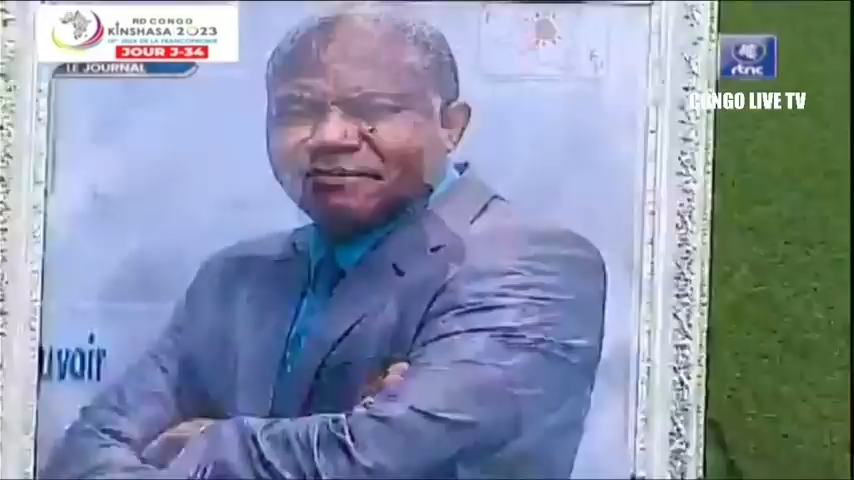 RD CONGO
KINSHASA 2023
JOUR J-34
LE JOURNAL
rtnc
CONGO LIVE TV
uvoir